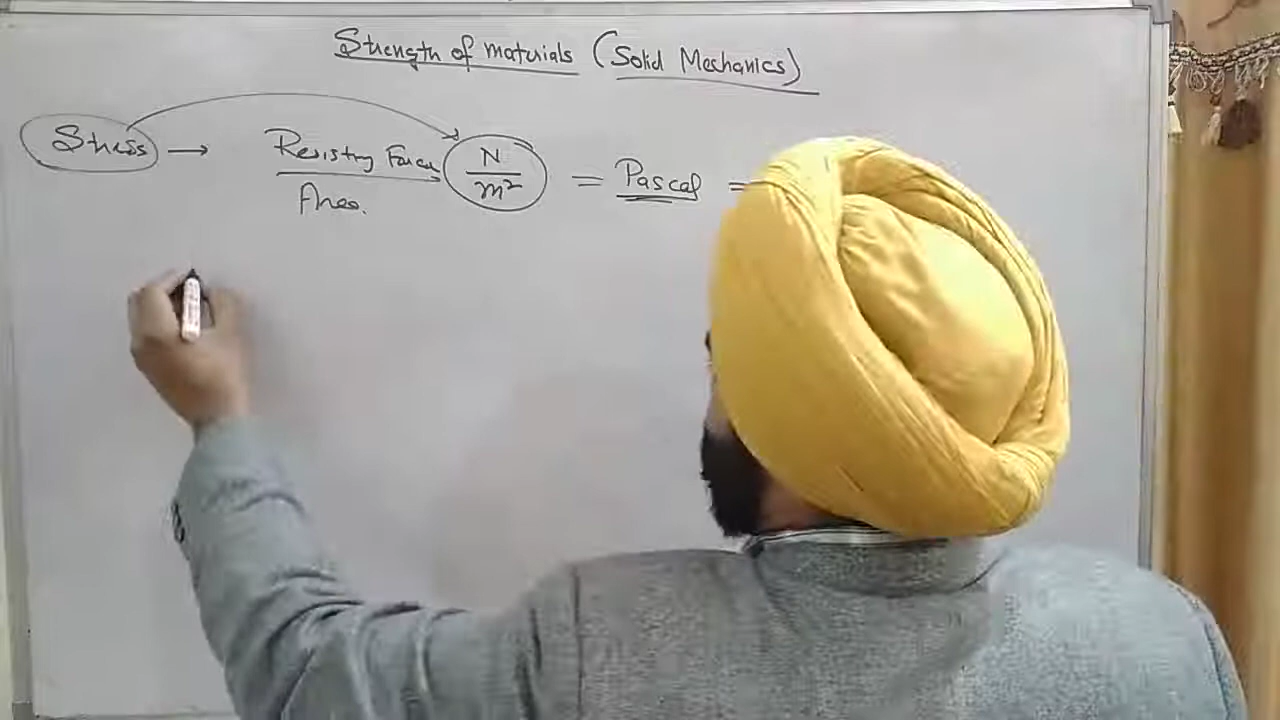 Strength of materials (Solid Mechanics)
Stress → Resisting Force N = Pascal =
Area. m²